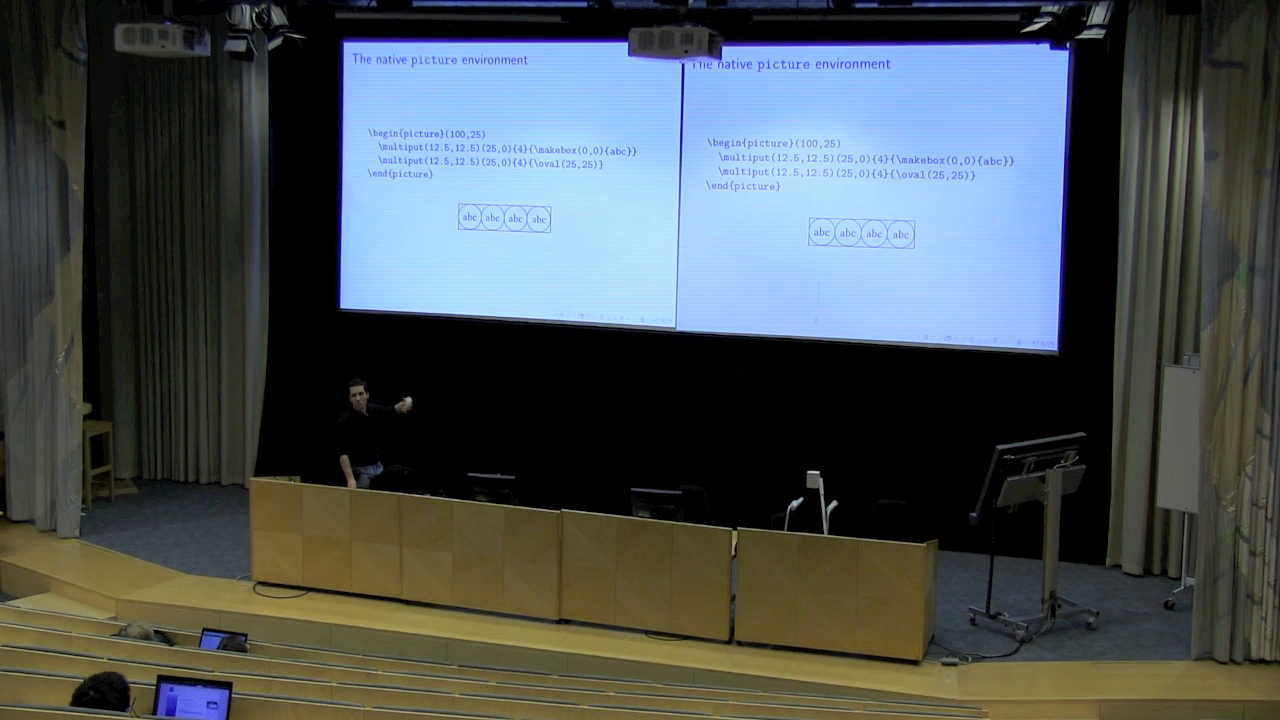 The native picture environment
\begin{picture}(100,25)
\multiput(12.5,12.5)(25,0){4}{\makebox(0,0){abc}}
\multiput(12.5,12.5)(25,0){4}{\oval(25,25)}
\end{picture}
abc abc abc abc
The native picture environment
\begin{picture}(100,25)
\multiput(12.5,12.5)(25,0){4}{\makebox(0,0){abc}}
\multiput(12.5,12.5)(25,0){4}{\oval(25,25)}
\end{picture}
abc abc abc abc